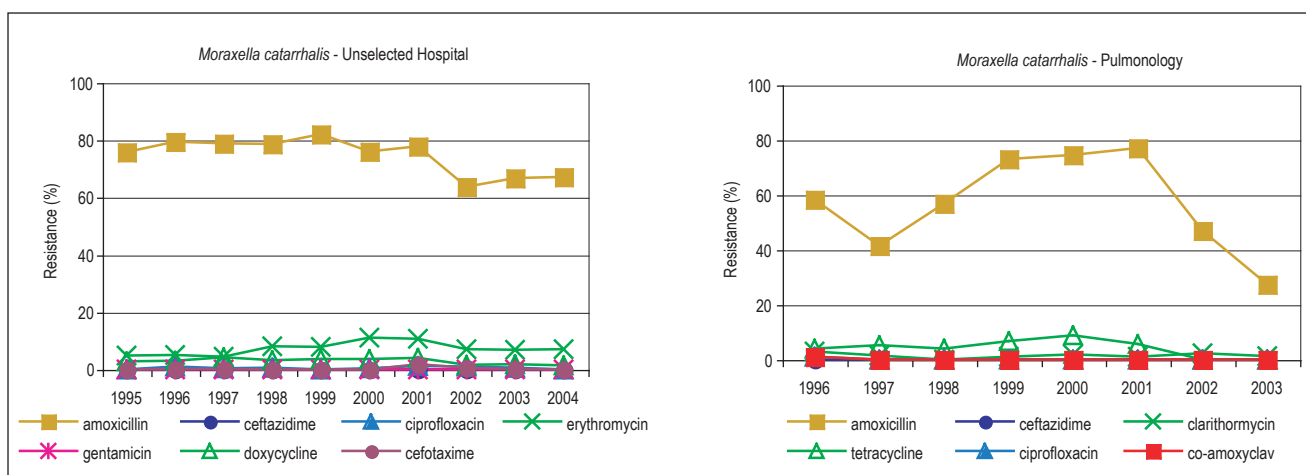 Moraxella catarrhalis - Unselected Hospital
100
80
60
40
20
0
Resistance (%)
1995 1996 1997 1998 1999 2000 2001 2002 2003 2004
amoxicillin ceftazidime ciprofloxacin erythromycin
gentamicin doxycycline cefotaxime
Moraxella catarrhalis - Pulmonology
100
80
60
40
20
0
Resistance (%)
1996 1997 1998 1999 2000 2001 2002 2003
amoxicillin ceftazidime clarithormycin
tetracycline ciprofloxacin co-amoxyclav